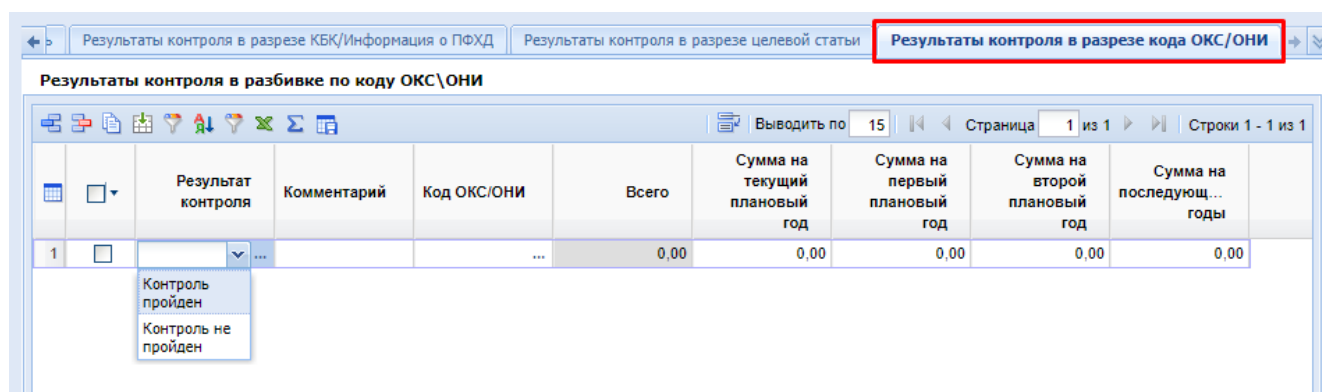 ь
Результаты контроля в разрезе КБК/Информация о ПФХД
Результаты контроля в разрезе целевой статьи
Результаты контроля в разрезе кода ОКС/ОНИ
Результаты контроля в разбивке по коду ОКС\ОНИ
Выводить по 15 Страница 1 из 1 Строки 1 - 1 из 1
Результат
контроля
Комментарий
Код ОКС/ОНИ
Всего
Сумма на
текущий
плановый
год
Сумма на
первый
плановый
год
Сумма на
второй
плановый
год
Сумма на
последующ...
годы
1 ... ... 0,00 0,00 0,00 0,00 0,00
Контроль
пройден
Контроль не
пройден